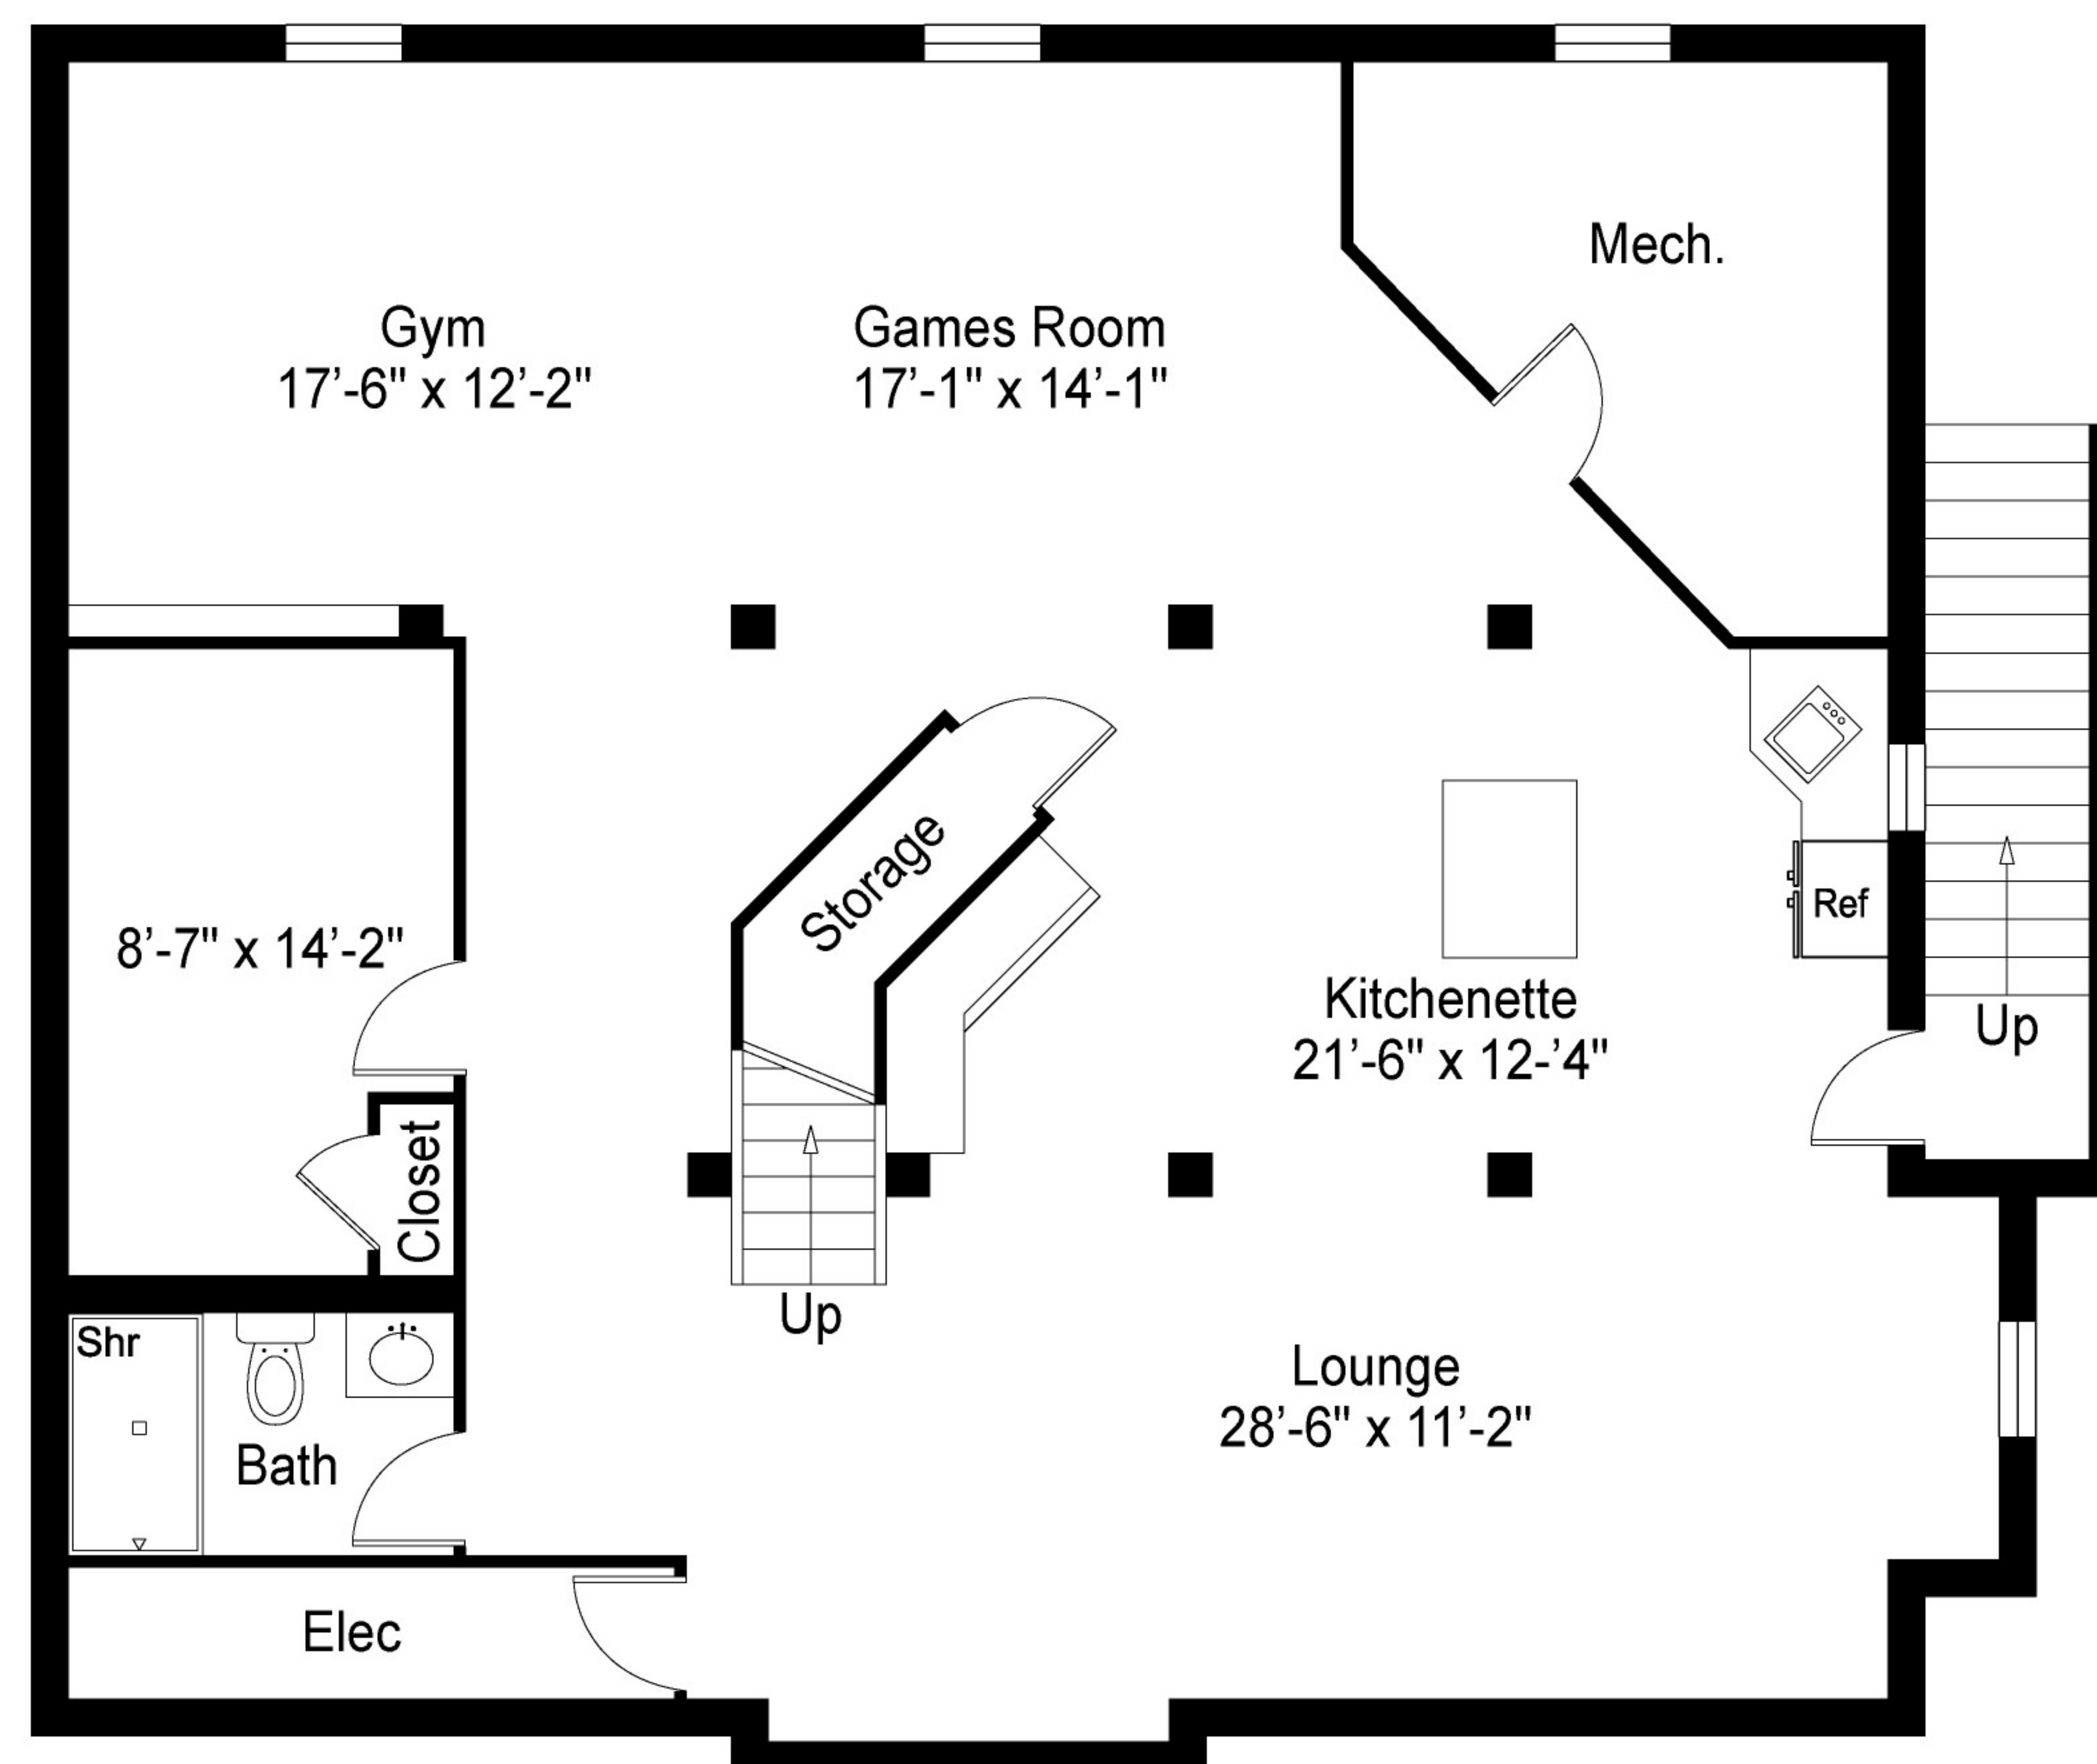 Mech.
Gym
17'-6" x 12'-2"
Games Room
17'-1" x 14'-1"
Storage
Ref
8'-7" x 14'-2"
Kitchenette
21'-6" x 12-'4"
Up
Closet
Up
Shr
Bath
Lounge
28'-6" x 11'-2"
Elec